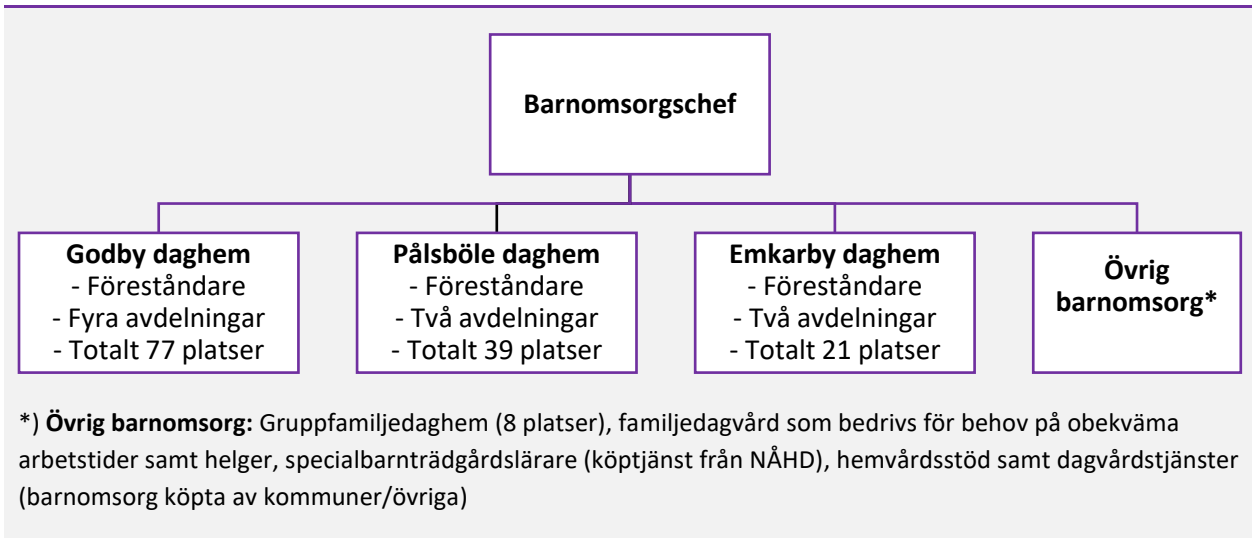 Barnomsorgschef
Godby daghem
- Föreståndare
- Fyra avdelningar
- Totalt 77 platser
Pålsböle daghem
- Föreståndare
- Två avdelningar
- Totalt 39 platser
Emkarby daghem
- Föreståndare
- Två avdelningar
- Totalt 21 platser
Övrig
barnomsorg*
*) Övrig barnomsorg: Gruppfamiljedaghem (8 platser), familjedagvård som bedrivs för behov på obekväma
arbetstider samt helger, specialbarnträdgårdslärare (köptjänst från NÅHD), hemvårdsstöd samt dagvårdstjänster
(barnomsorg köpta av kommuner/övriga)